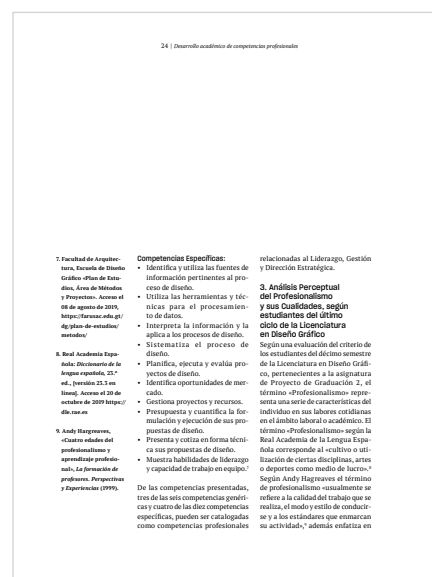 24 | Desarrollo académico de competencias profesionales
7. Facultad de Arquitec-
tura, Escuela de Diseño
Gráfico «Plan de Estu-
dios, Área de Métodos
y Proyectos». Acceso el
08 de agosto de 2019,
https://farusac.edu.gt/
dg/plan-de-estudios/
metodos/
8. Real Academia Espa-
ñola: Diccionario de la
lengua española, 23.ª
ed., [versión 23.3 en
línea]. Acceso el 20 de
octubre de 2019 https://
dle.rae.es
9. Andy Hargreaves,
«Cuatro edades del
profesionalismo y
aprendizaje profesio-
nal», La formación de
profesores. Perspectivas
y Experiencias (1999).
Competencias Específicas:
• Identifica y utiliza las fuentes de
información pertinentes al pro-
ceso de diseño.
• Utiliza las herramientas y téc-
nicas para el procesamien-
to de datos.
• Interpreta la información y la
aplica a los procesos de diseño.
• Sistematiza el proceso de
diseño.
• Planifica, ejecuta y evalúa pro-
yectos de diseño.
• Identifica oportunidades de mer-
cado.
• Gestiona proyectos y recursos.
• Presupuesta y cuantifica la for-
mulación y ejecución de sus pro-
puestas de diseño.
• Presenta y cotiza en forma técni-
ca sus propuestas de diseño.
• Muestra habilidades de liderazgo
y capacidad de trabajo en equipo.⁷
De las competencias presentadas,
tres de las seis competencias genéri-
cas y cuatro de las diez competencias
específicas, pueden ser catalogadas
como competencias profesionales
relacionadas al Liderazgo, Gestión
y Dirección Estratégica.
3. Análisis Perceptual
del Profesionalismo
y sus Cualidades, según
estudiantes del último
ciclo de la Licenciatura
en Diseño Gráfico
Según una evaluación del criterio de
los estudiantes del décimo semestre
de la Licenciatura en Diseño Gráfi-
co, pertenecientes a la asignatura
de Proyecto de Graduación 2, el
término «Profesionalismo» repre-
senta una serie de características del
individuo en sus labores cotidianas
en el ámbito laboral o académico. El
término «Profesionalismo» según la
Real Academia de la Lengua Espa-
ñola corresponde al «cultivo o uti-
lización de ciertas disciplinas, artes
o deportes como medio de lucro».⁸
Según Andy Hagreaves el término
de profesionalismo «usualmente se
refiere a la calidad del trabajo que se
realiza, el modo y estilo de conducir-
se y a los estándares que enmarcan
su actividad»,⁹ además enfatiza en